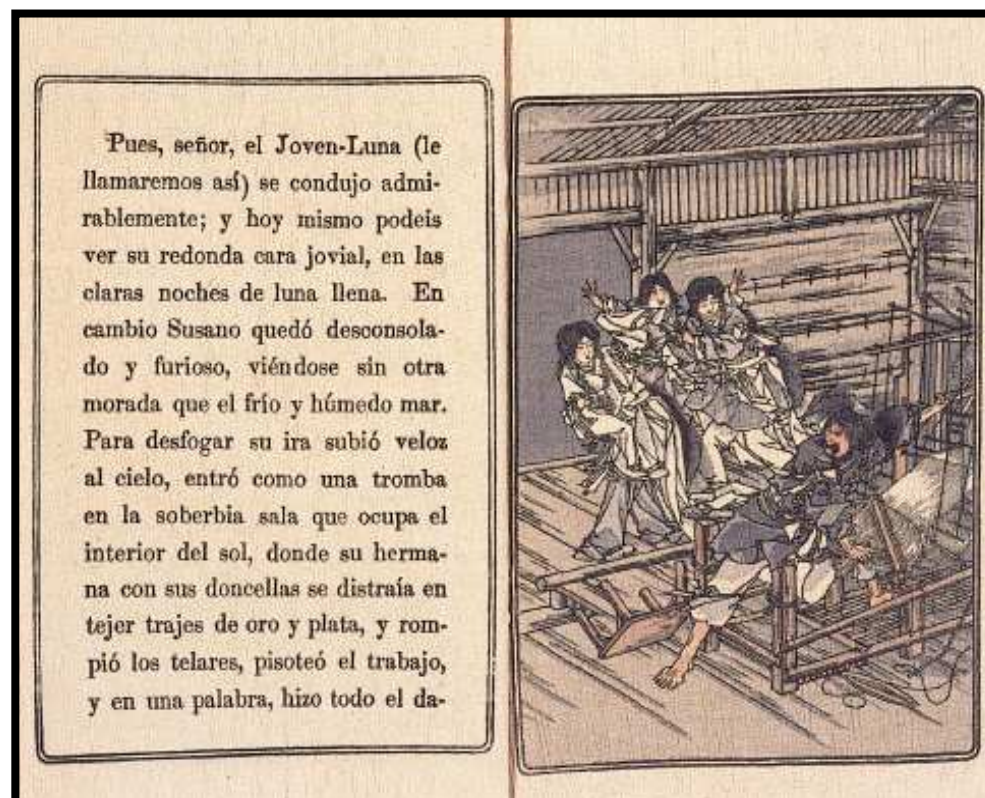 Pues, señor, el Joven-Luna (le
llamaremos así) se condujo admi-
rablemente; y hoy mismo podeis
ver su redonda cara jovial, en las
claras noches de luna llena. En
cambio Susano quedó desconsola-
do y furioso, viéndose sin otra
morada que el frío y húmedo mar.
Para desfogar su ira subió veloz
al cielo, entró como una tromba
en la soberbia sala que ocupa el
interior del sol, donde su herma-
na con sus doncellas se distraía en
tejer trajes de oro y plata, y rom-
pió los telares, pisoteó el trabajo,
y en una palabra, hizo todo el da-